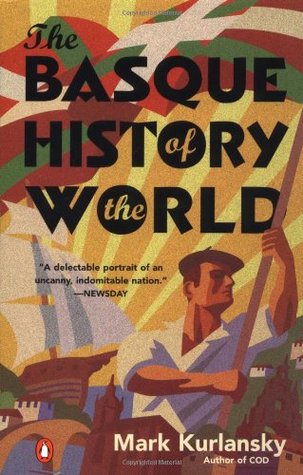 The
BASQUE
HISTORY of
the WORLD
"A delectable portrait of an
uncanny, indomitable nation."
—NEWSDAY
Mark Kurlansky
Author of COD